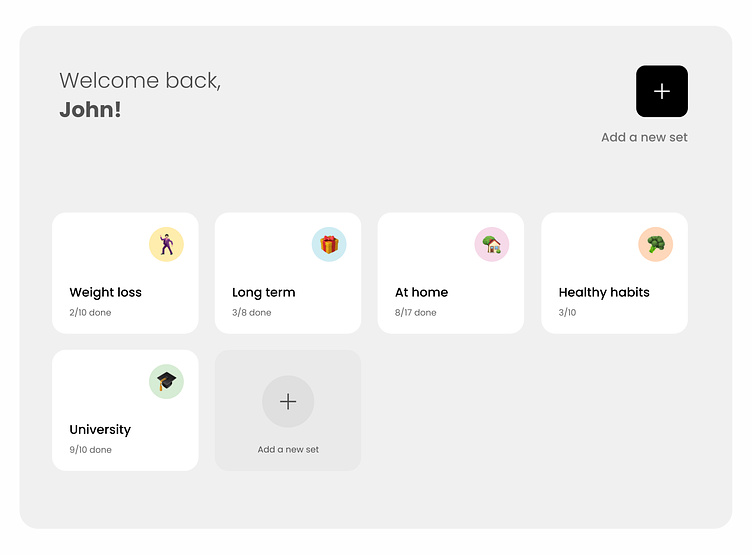 Welcome back,
John!
Add a new set
Weight loss
2/10 done
Long term
3/8 done
At home
8/17 done
Healthy habits
3/10
University
9/10 done
Add a new set